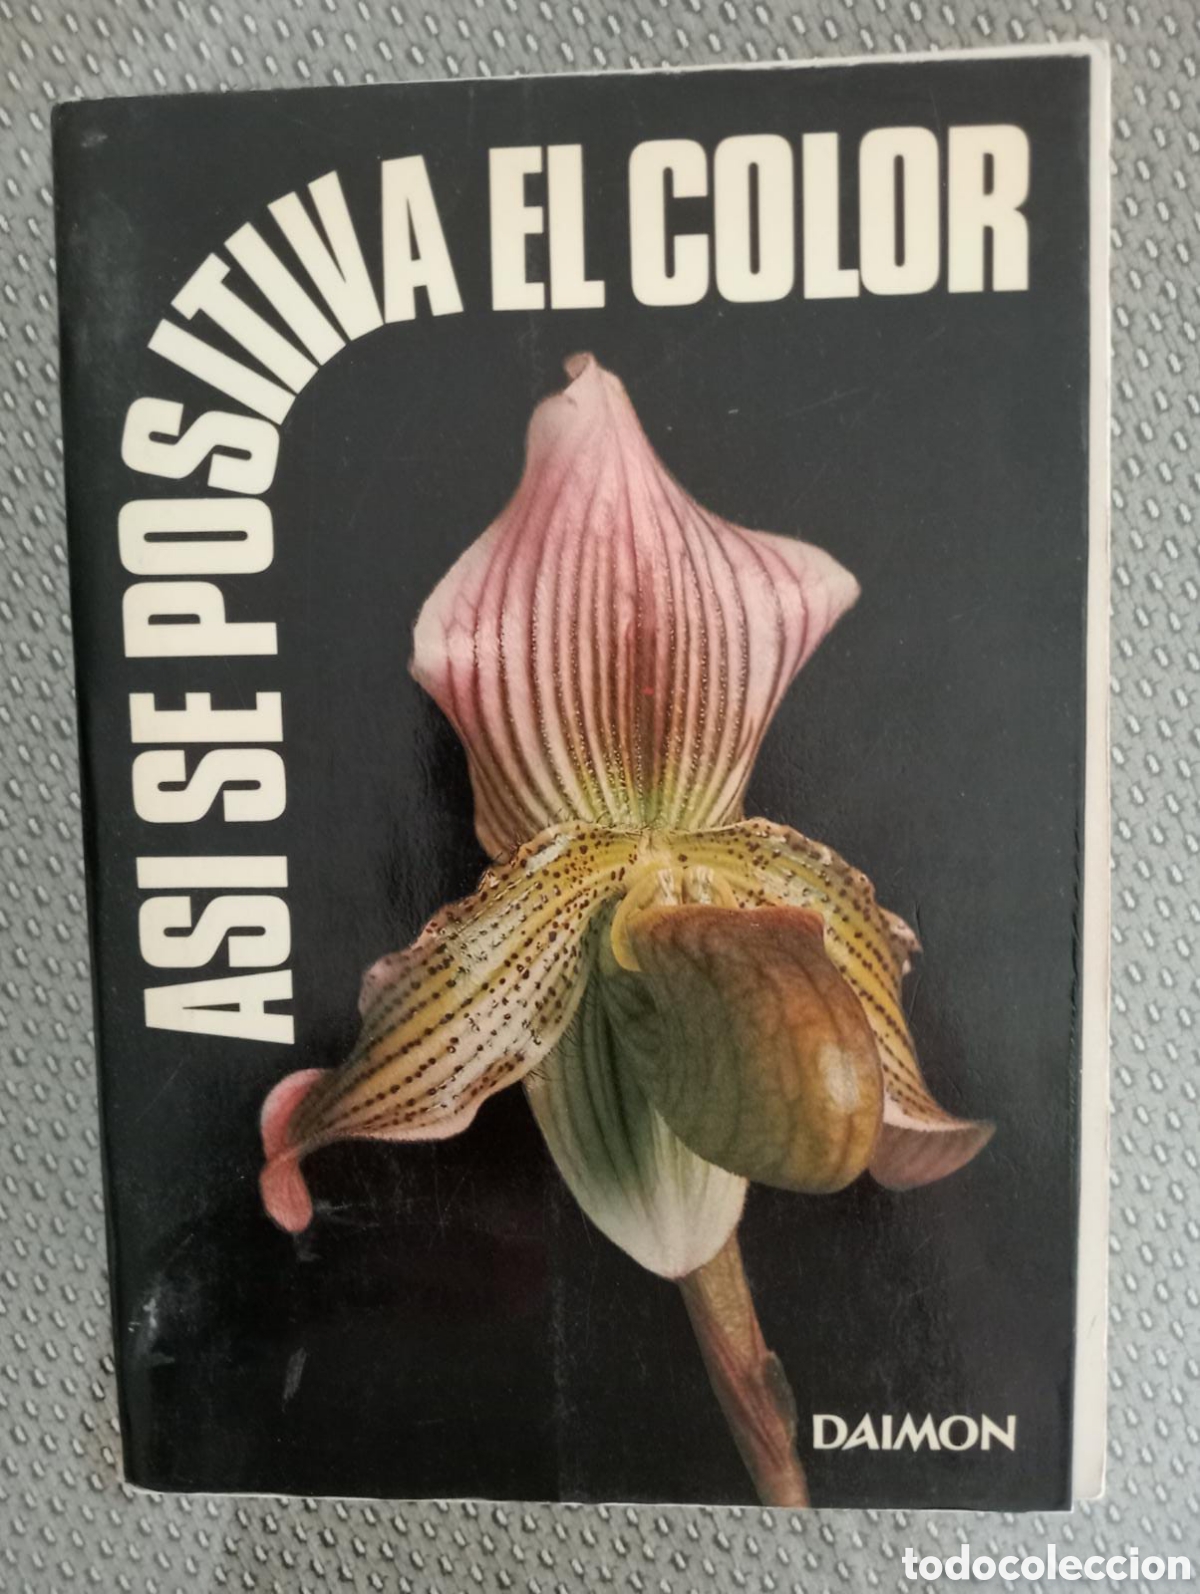 ASI SE POSITIVA EL COLOR
DAIMON
todocoleccion